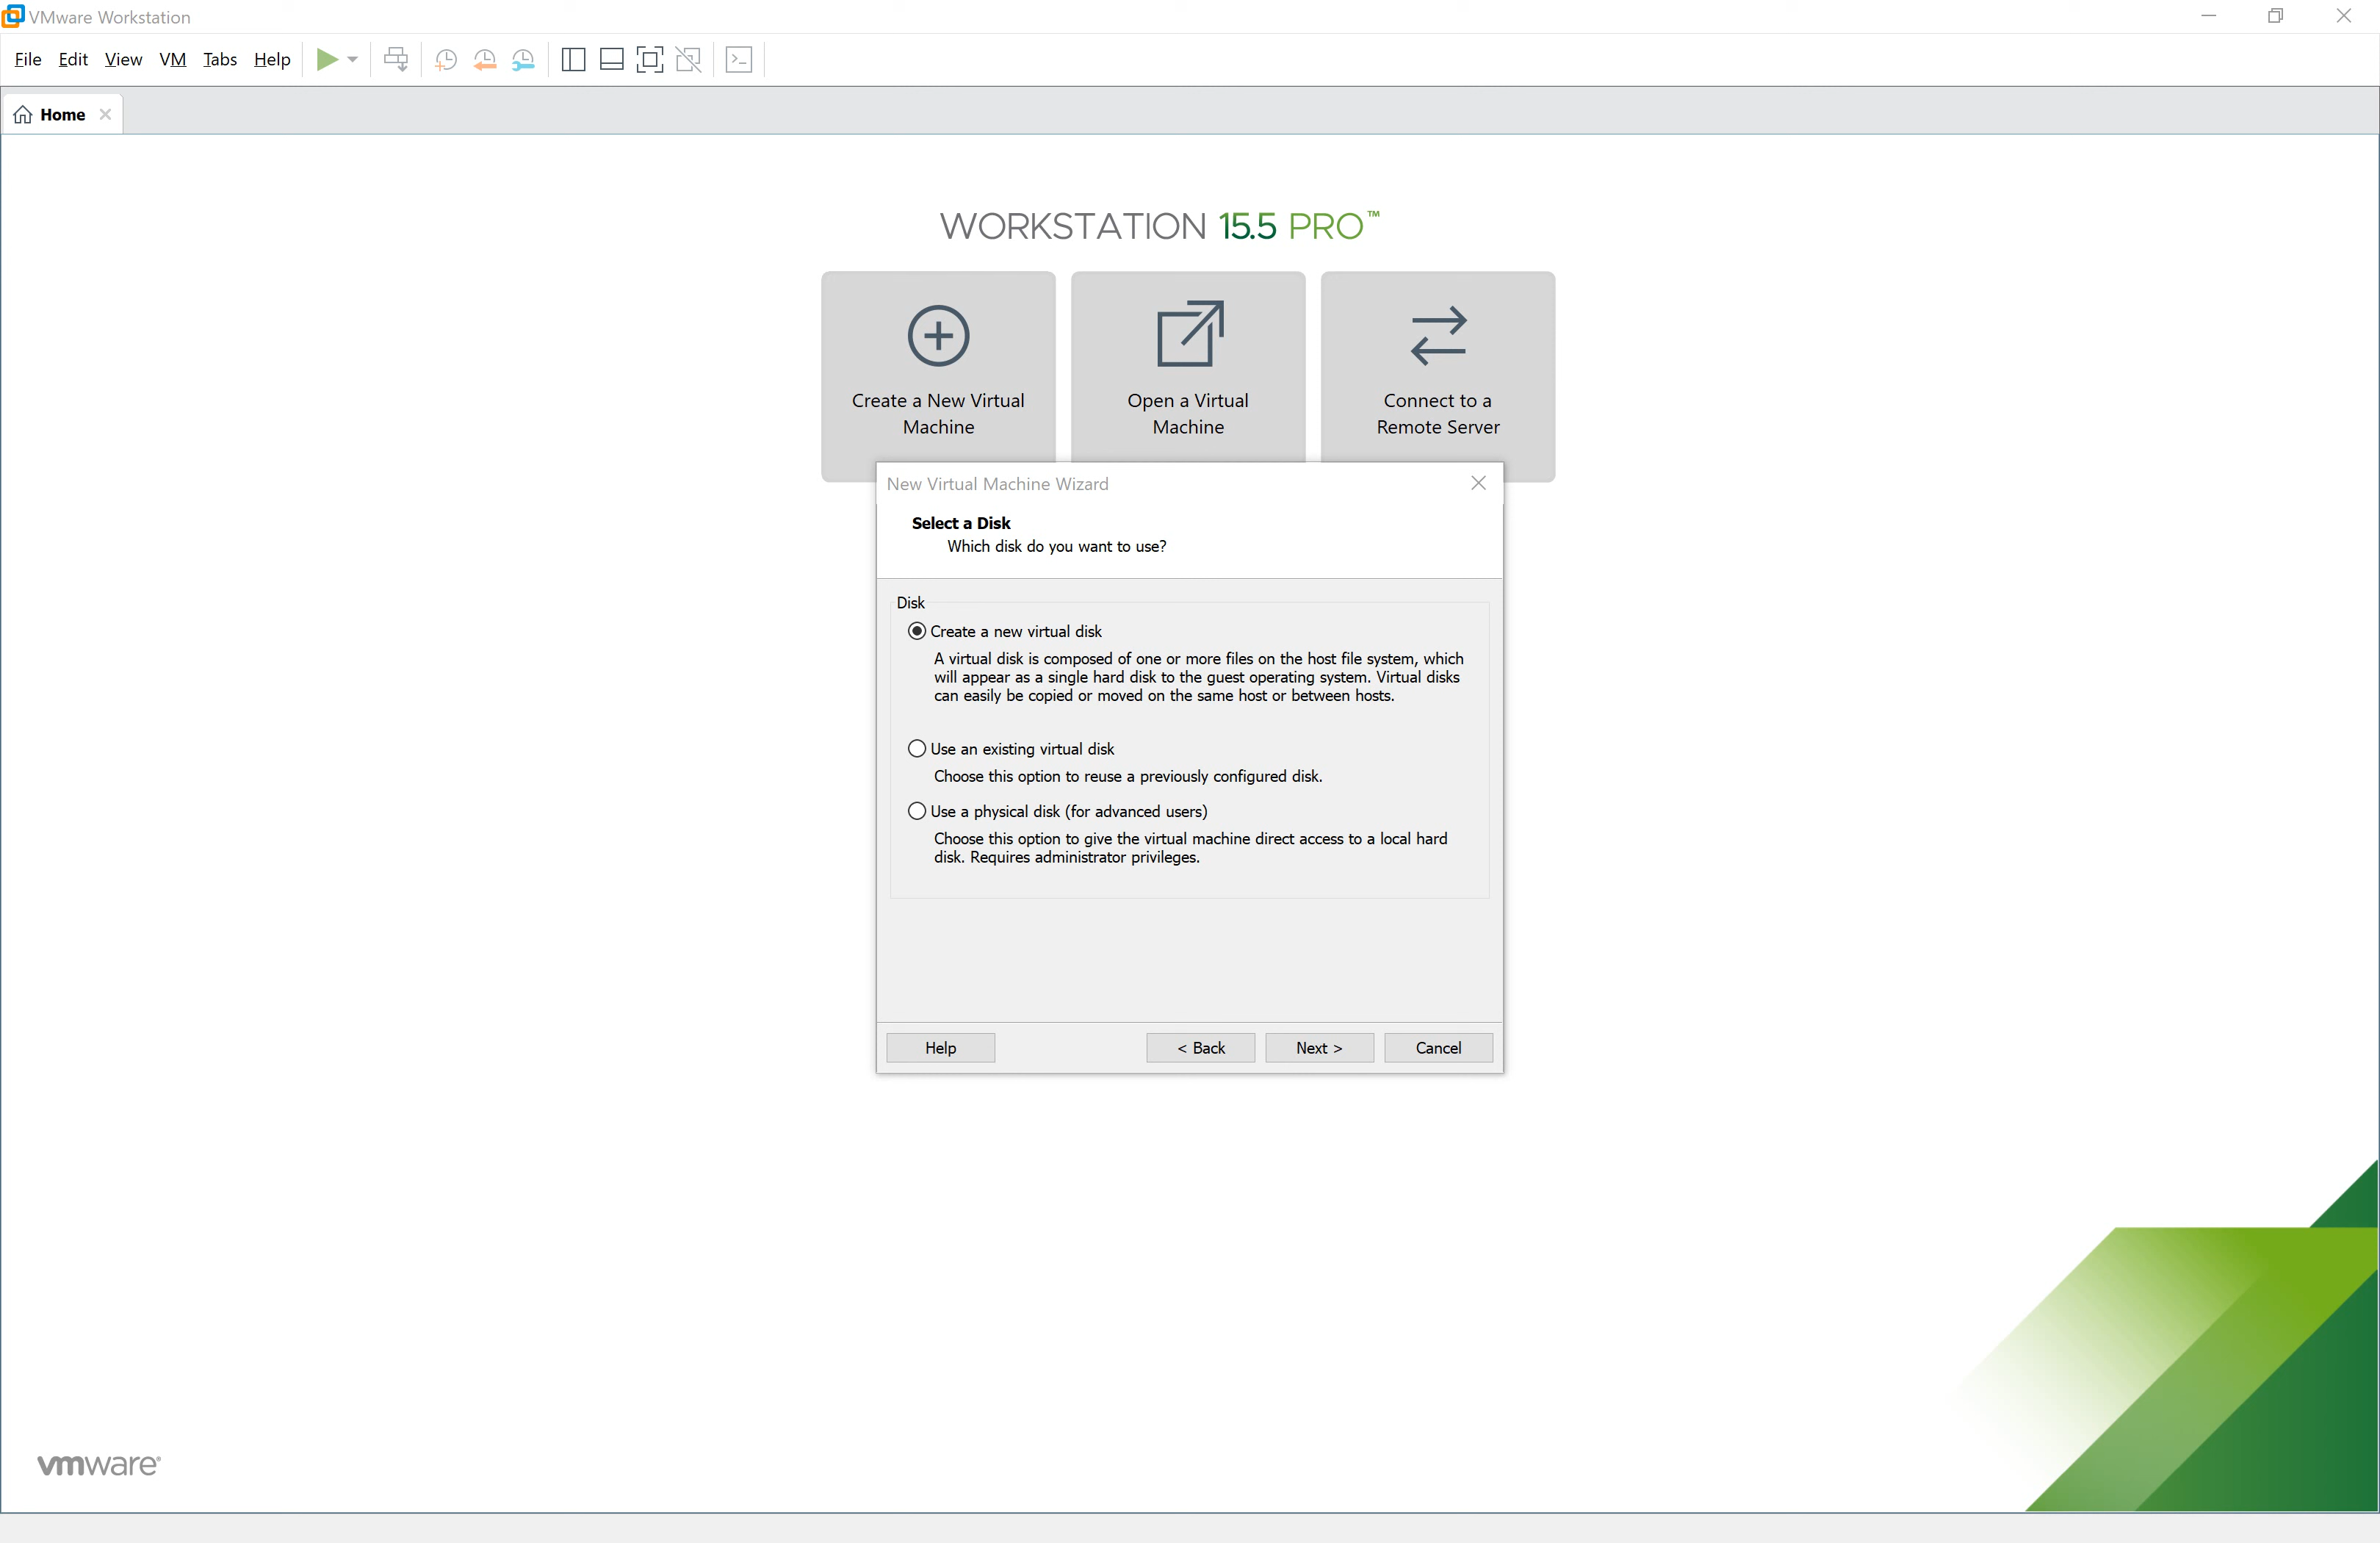 VMware Workstation
File Edit View VM Tabs Help
Home
WORKSTATION 15.5 PRO™
Create a New Virtual
Machine
Open a Virtual
Machine
Connect to a
Remote Server
New Virtual Machine Wizard
Select a Disk
Which disk do you want to use?
Disk
Create a new virtual disk
A virtual disk is composed of one or more files on the host file system, which
will appear as a single hard disk to the guest operating system. Virtual disks
can easily be copied or moved on the same host or between hosts.
Use an existing virtual disk
Choose this option to reuse a previously configured disk.
Use a physical disk (for advanced users)
Choose this option to give the virtual machine direct access to a local hard
disk. Requires administrator privileges.
Help < Back Next > Cancel
vmware®